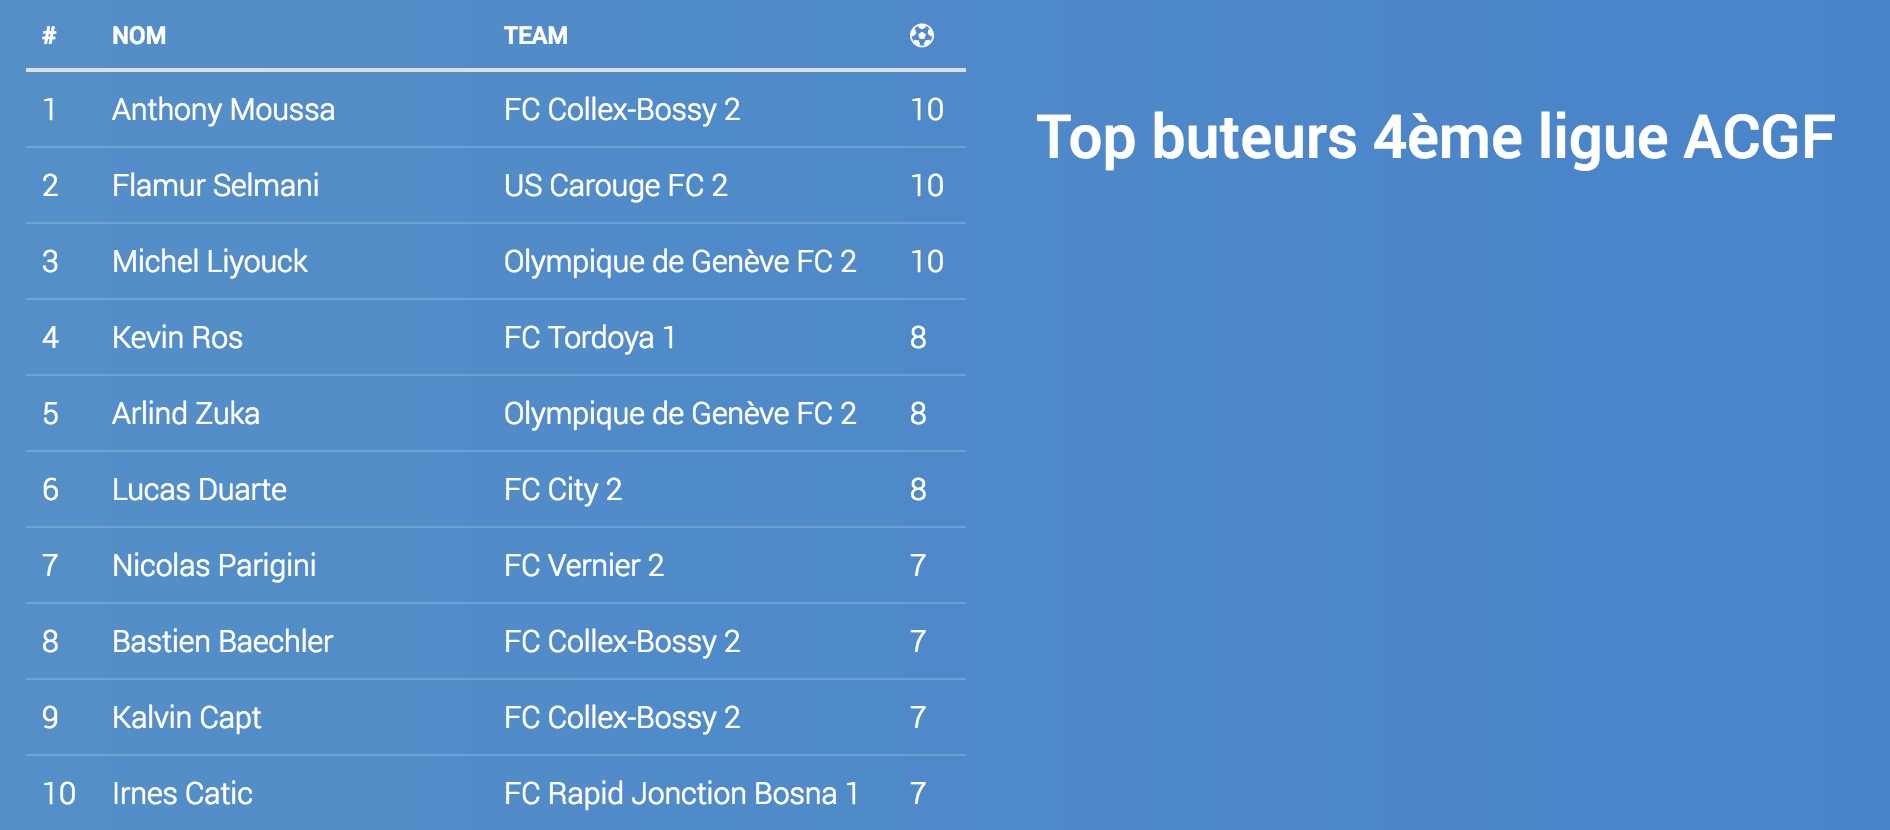 # NOM TEAM
1 Anthony Moussa FC Collex-Bossy 2 10
2 Flamur Selmani US Carouge FC 2 10
3 Michel Liyouck Olympique de Genève FC 2 10
4 Kevin Ros FC Tordoya 1 8
5 Arlind Zuka Olympique de Genève FC 2 8
6 Lucas Duarte FC City 2 8
7 Nicolas Parigini FC Vernier 2 7
8 Bastien Baechler FC Collex-Bossy 2 7
9 Kalvin Capt FC Collex-Bossy 2 7
10 Irnes Catic FC Rapid Jonction Bosna 1 7
Top buteurs 4ème ligue ACGF